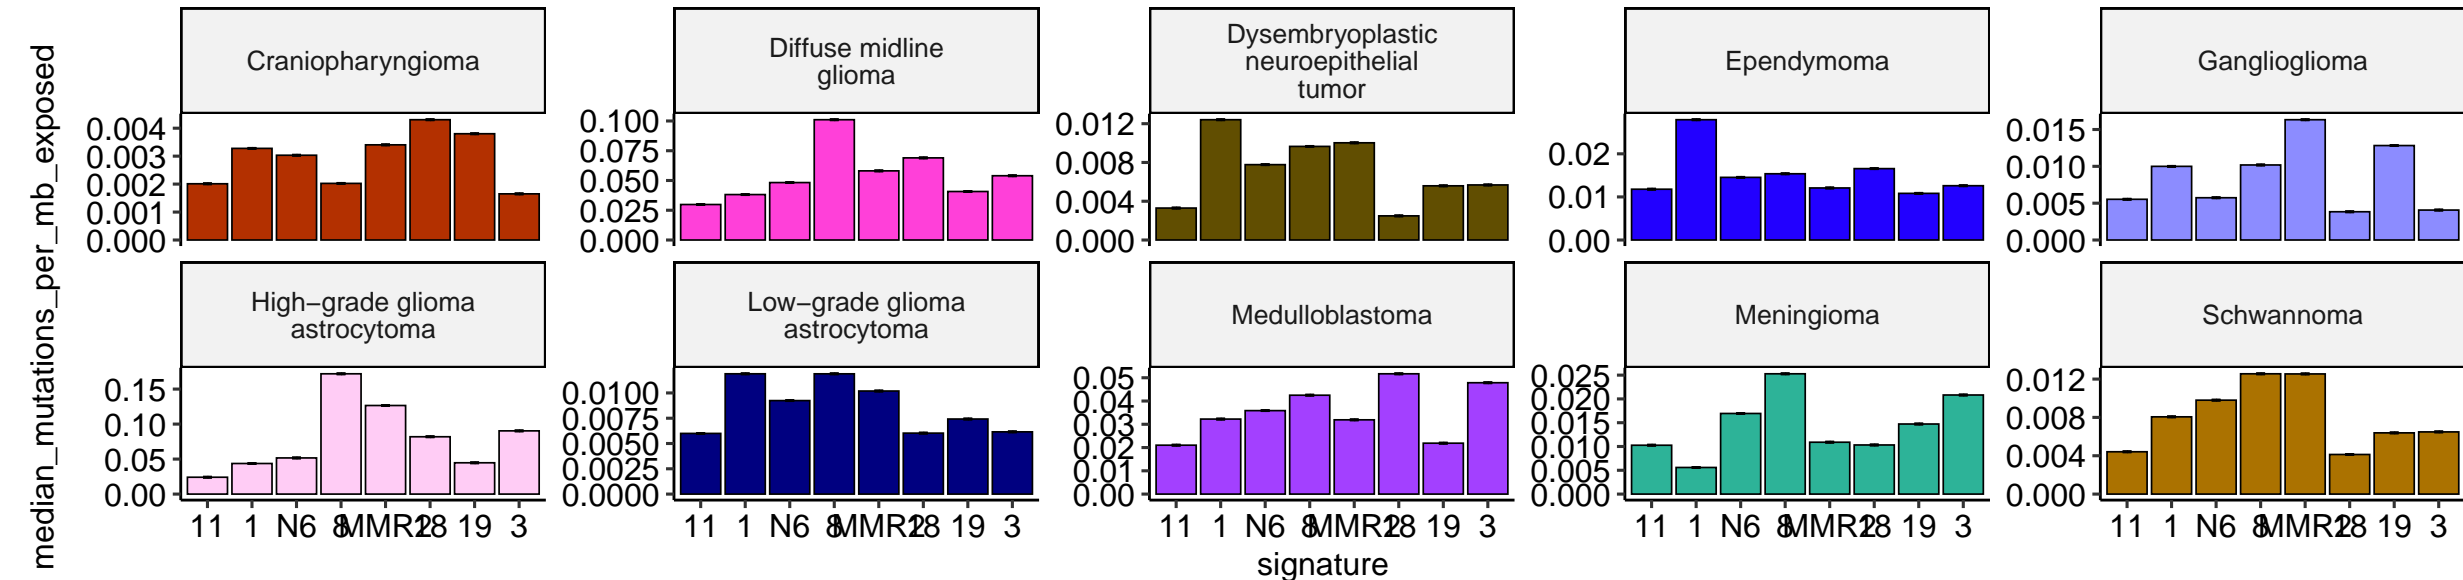 median_mutations_per_mb_exposed
Craniopharyngioma
0.004
0.003
0.002
0.001
0.000
Diffuse midline
glioma
0.100
0.075
0.050
0.025
0.000
Dysembryoplastic
neuroepithelial
tumor
0.012
0.008
0.004
0.000
Ependymoma
0.02
0.01
0.00
Ganglioglioma
0.015
0.010
0.005
0.000
High−grade glioma
astrocytoma
0.15
0.10
0.05
0.00
11 1 N6 8 MMR2 18 19 3
Low−grade glioma
astrocytoma
0.0100
0.0075
0.0050
0.0025
0.0000
11 1 N6 8 MMR2 18 19 3
Medulloblastoma
0.05
0.04
0.03
0.02
0.01
0.00
11 1 N6 8 MMR2 18 19 3
Meningioma
0.025
0.020
0.015
0.010
0.005
0.000
11 1 N6 8 MMR2 18 19 3
Schwannoma
0.012
0.008
0.004
0.000
11 1 N6 8 MMR2 18 19 3
signature